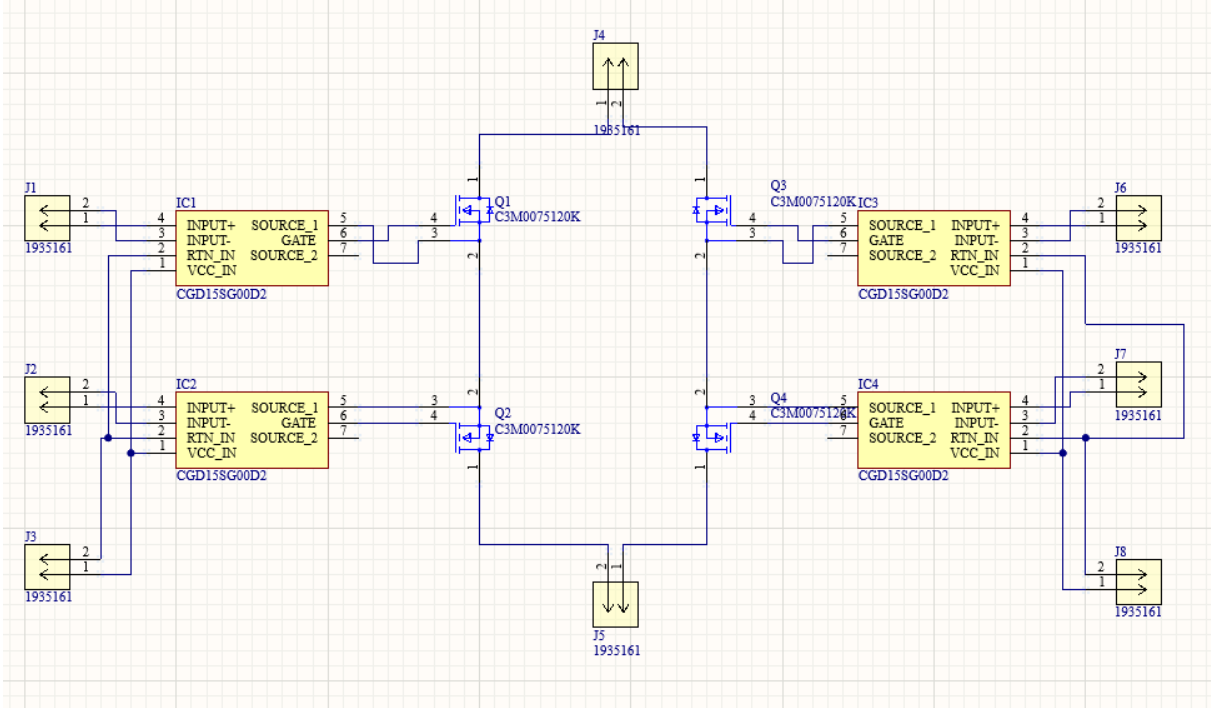 J4
1
2
1935161
J1
2
1
1935161
IC1
4 INPUT+ SOURCE_1 5
3 INPUT- GATE 6
2 RTN_IN SOURCE_2 7
1 VCC_IN
CGD15SG00D2
1
Q1
C3M0075120K
4
3
2
1
Q3
C3M0075120K
4
3
2
IC3
5 SOURCE_1 INPUT+ 4
6 GATE INPUT- 3
7 SOURCE_2 RTN_IN 2
VCC_IN 1
CGD15SG00D2
J6
2
1
1935161
J2
2
1
1935161
IC2
4 INPUT+ SOURCE_1 5
3 INPUT- GATE 6
2 RTN_IN SOURCE_2 7
1 VCC_IN
CGD15SG00D2
2
3
4
Q2
C3M0075120K
1
2
3
4
Q4
C3M0075120K
1
IC4
5 SOURCE_1 INPUT+ 4
6 GATE INPUT- 3
7 SOURCE_2 RTN_IN 2
VCC_IN 1
CGD15SG00D2
J7
2
1
1935161
J3
2
1
1935161
2
1
J5
1935161
J8
2
1
1935161